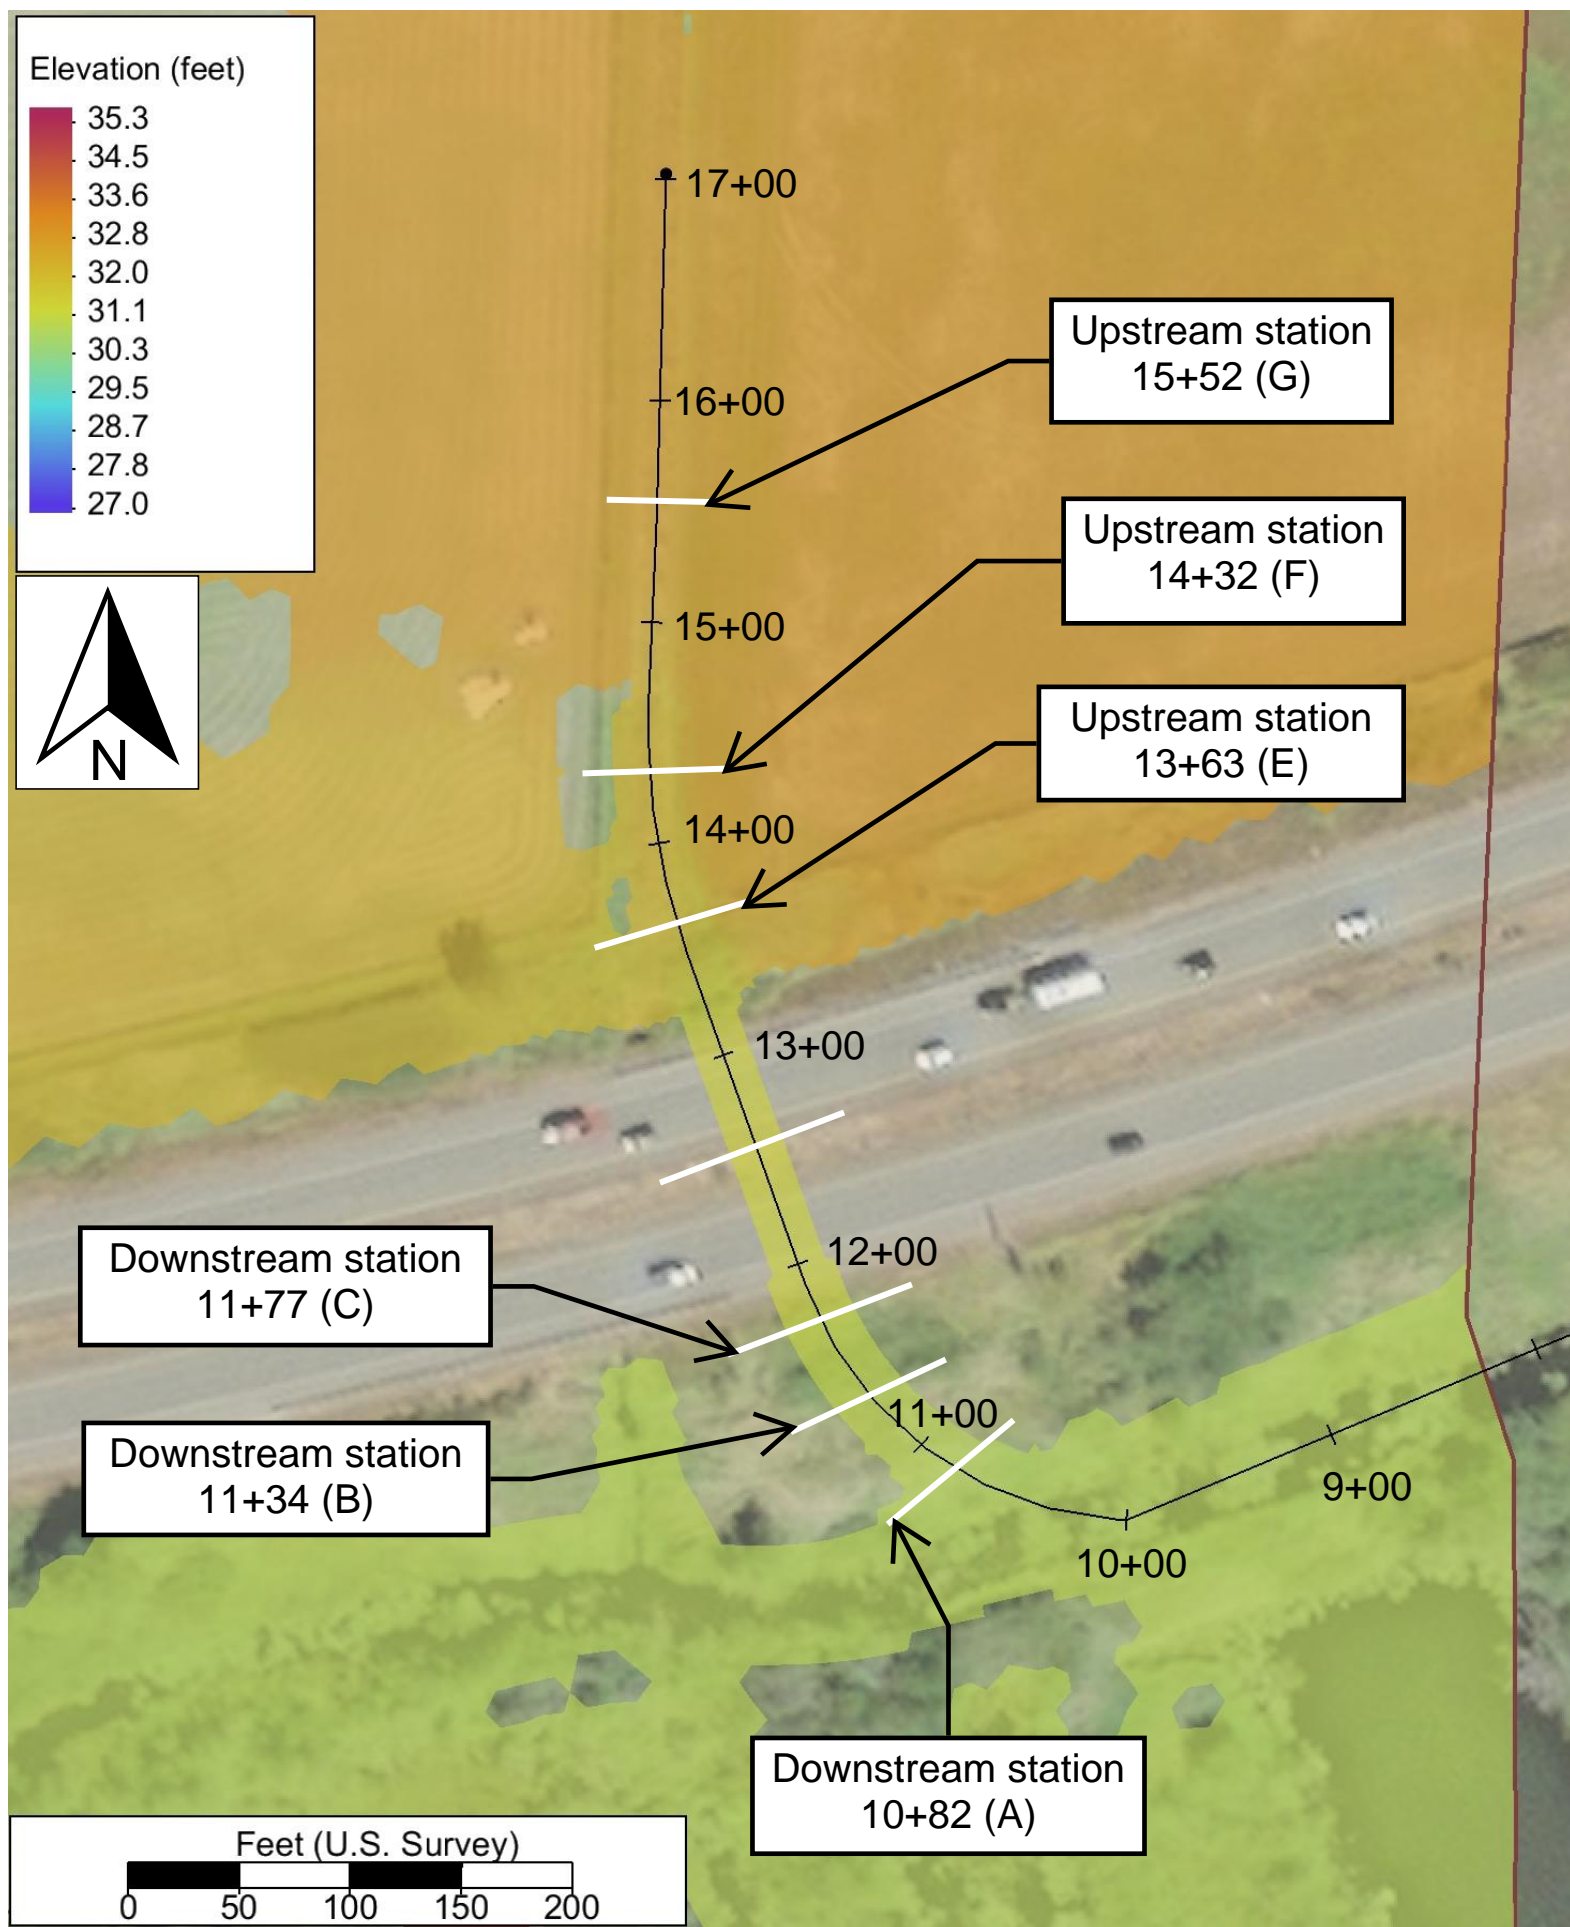 Elevation (feet)
35.3
34.5
33.6
32.8
32.0
31.1
30.3
29.5
28.7
27.8
27.0
N
17+00
16+00
15+00
14+00
13+00
12+00
11+00
10+00
9+00
Upstream station
15+52 (G)
Upstream station
14+32 (F)
Upstream station
13+63 (E)
Downstream station
11+77 (C)
Downstream station
11+34 (B)
Downstream station
10+82 (A)
Feet (U.S. Survey)
0 50 100 150 200